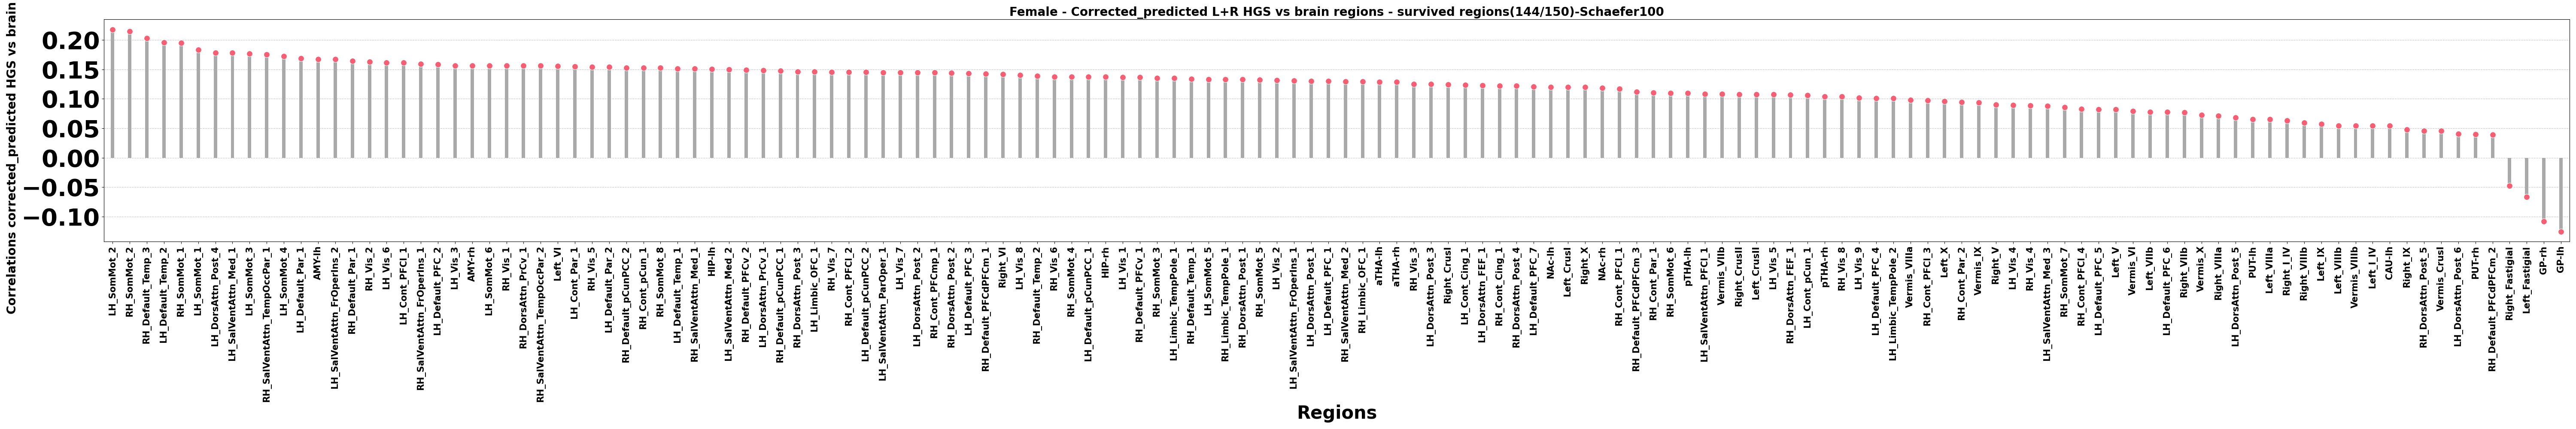 Female - Corrected_predicted L+R HGS vs brain regions - survived regions(144/150)-Schaefer100
Correlations corrected_predicted HGS vs brain
0.20
0.15
0.10
0.05
0.00
−0.05
−0.10
LH_SomMot_2
RH_SomMot_2
RH_Default_Temp_3
LH_Default_Temp_2
RH_SomMot_1
LH_SomMot_1
LH_DorsAttn_Post_4
LH_SalVentAttn_Med_1
LH_SomMot_3
RH_SalVentAttn_TempOccPar_1
LH_SomMot_4
LH_Default_Par_1
AMY-lh
LH_SalVentAttn_FrOperIns_2
RH_Default_Par_1
RH_Vis_2
LH_Vis_6
LH_Cont_PFCl_1
RH_SalVentAttn_FrOperIns_1
LH_Default_PFC_2
LH_Vis_3
AMY-rh
LH_SomMot_6
RH_Vis_1
RH_DorsAttn_PrCv_1
RH_SalVentAttn_TempOccPar_2
Left_VI
LH_Cont_Par_1
RH_Vis_5
LH_Default_Par_2
RH_Default_pCunPCC_2
RH_Cont_pCun_1
RH_SomMot_8
LH_Default_Temp_1
RH_SalVentAttn_Med_1
HIP-lh
LH_SalVentAttn_Med_2
RH_Default_PFCv_2
LH_DorsAttn_PrCv_1
RH_Default_pCunPCC_1
RH_DorsAttn_Post_3
LH_Limbic_OFC_1
RH_Vis_7
RH_Cont_PFCl_2
LH_Default_pCunPCC_2
LH_SalVentAttn_ParOper_1
LH_Vis_7
LH_DorsAttn_Post_2
RH_Cont_PFCmp_1
RH_DorsAttn_Post_2
LH_Default_PFC_3
RH_Default_PFCdPFCm_1
Right_VI
LH_Vis_8
RH_Default_Temp_2
RH_Vis_6
RH_SomMot_4
LH_Default_pCunPCC_1
HIP-rh
LH_Vis_1
RH_Default_PFCv_1
RH_SomMot_3
LH_Limbic_TempPole_1
RH_Default_Temp_1
LH_SomMot_5
RH_Limbic_TempPole_1
RH_DorsAttn_Post_1
RH_SomMot_5
LH_Vis_2
LH_SalVentAttn_FrOperIns_1
LH_DorsAttn_Post_1
LH_Default_PFC_1
RH_SalVentAttn_Med_2
RH_Limbic_OFC_1
aTHA-lh
aTHA-rh
RH_Vis_3
LH_DorsAttn_Post_3
Right_CrusI
LH_Cont_Cing_1
LH_DorsAttn_FEF_1
RH_Cont_Cing_1
RH_DorsAttn_Post_4
LH_Default_PFC_7
NAc-lh
Left_CrusI
Right_X
NAc-rh
RH_Cont_PFCl_1
RH_Default_PFCdPFCm_3
RH_Cont_Par_1
RH_SomMot_6
pTHA-lh
LH_SalVentAttn_PFCl_1
Vermis_VIIb
Right_CrusII
Left_CrusII
LH_Vis_5
RH_DorsAttn_FEF_1
LH_Cont_pCun_1
pTHA-rh
RH_Vis_8
LH_Vis_9
LH_Default_PFC_4
LH_Limbic_TempPole_2
Vermis_VIIIa
RH_Cont_PFCl_3
Left_X
RH_Cont_Par_2
Vermis_IX
Right_V
LH_Vis_4
RH_Vis_4
LH_SalVentAttn_Med_3
RH_SomMot_7
RH_Cont_PFCl_4
LH_Default_PFC_5
Left_V
Vermis_VI
Left_VIIb
LH_Default_PFC_6
Right_VIIb
Vermis_X
Right_VIIIa
LH_DorsAttn_Post_5
PUT-lh
Left_VIIIa
Right_I_IV
Right_VIIIb
Left_IX
Left_VIIIb
Vermis_VIIIb
Left_I_IV
CAU-lh
Right_IX
RH_DorsAttn_Post_5
Vermis_CrusI
LH_DorsAttn_Post_6
PUT-rh
RH_Default_PFCdPFCm_2
Right_Fastigial
Left_Fastigial
GP-rh
GP-lh
Regions